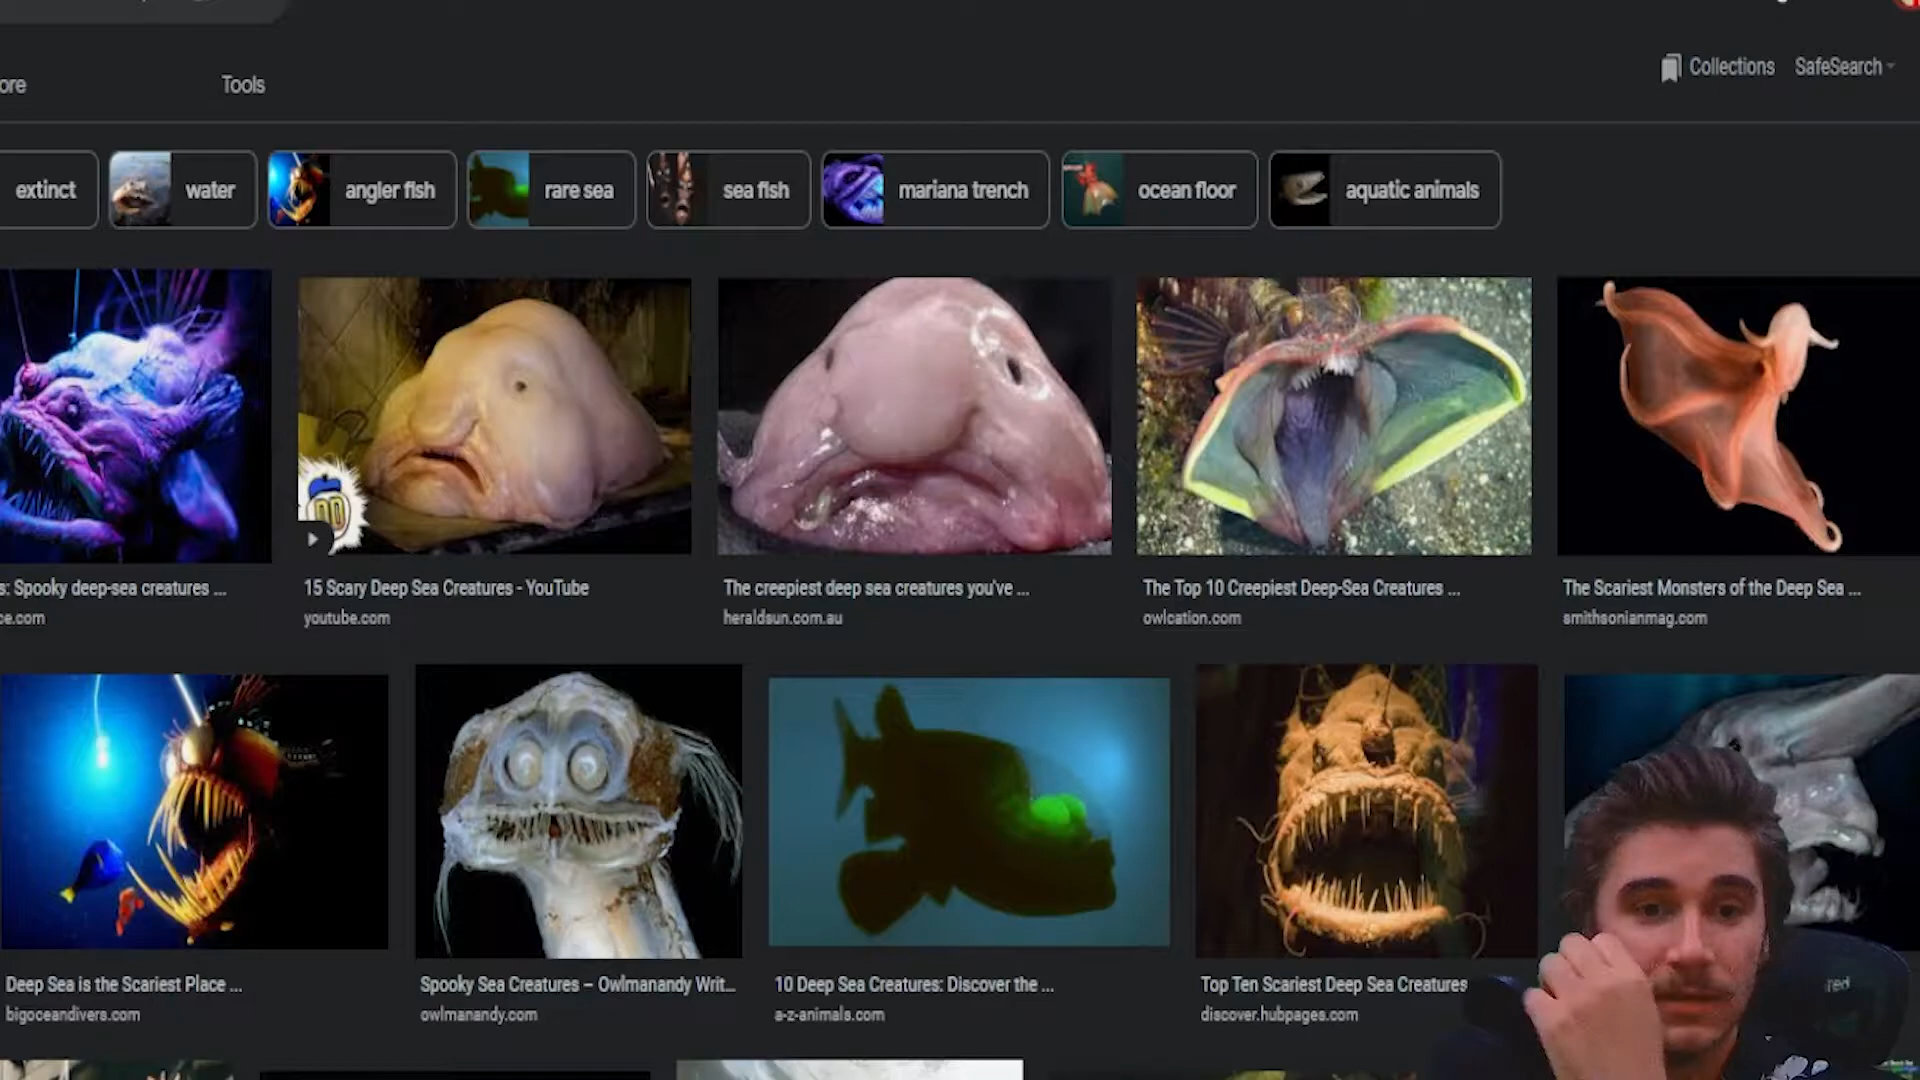 ore
Tools
Collections
SafeSearch
extinct
water
angler fish
rare sea
sea fish
mariana trench
ocean floor
aquatic animals
s: Spooky deep-sea creatures ...
ce.com
15 Scary Deep Sea Creatures - YouTube
youtube.com
The creepiest deep sea creatures you've ...
heraldsun.com.au
The Top 10 Creepiest Deep-Sea Creatures ...
owlcation.com
The Scariest Monsters of the Deep Sea ...
smithsonianmag.com
Deep Sea is the Scariest Place ...
bigoceandivers.com
Spooky Sea Creatures – Owlmanandy Writ...
owlmanandy.com
10 Deep Sea Creatures: Discover the ...
a-z-animals.com
Top Ten Scariest Deep Sea Creatures
discover.hubpages.com
red